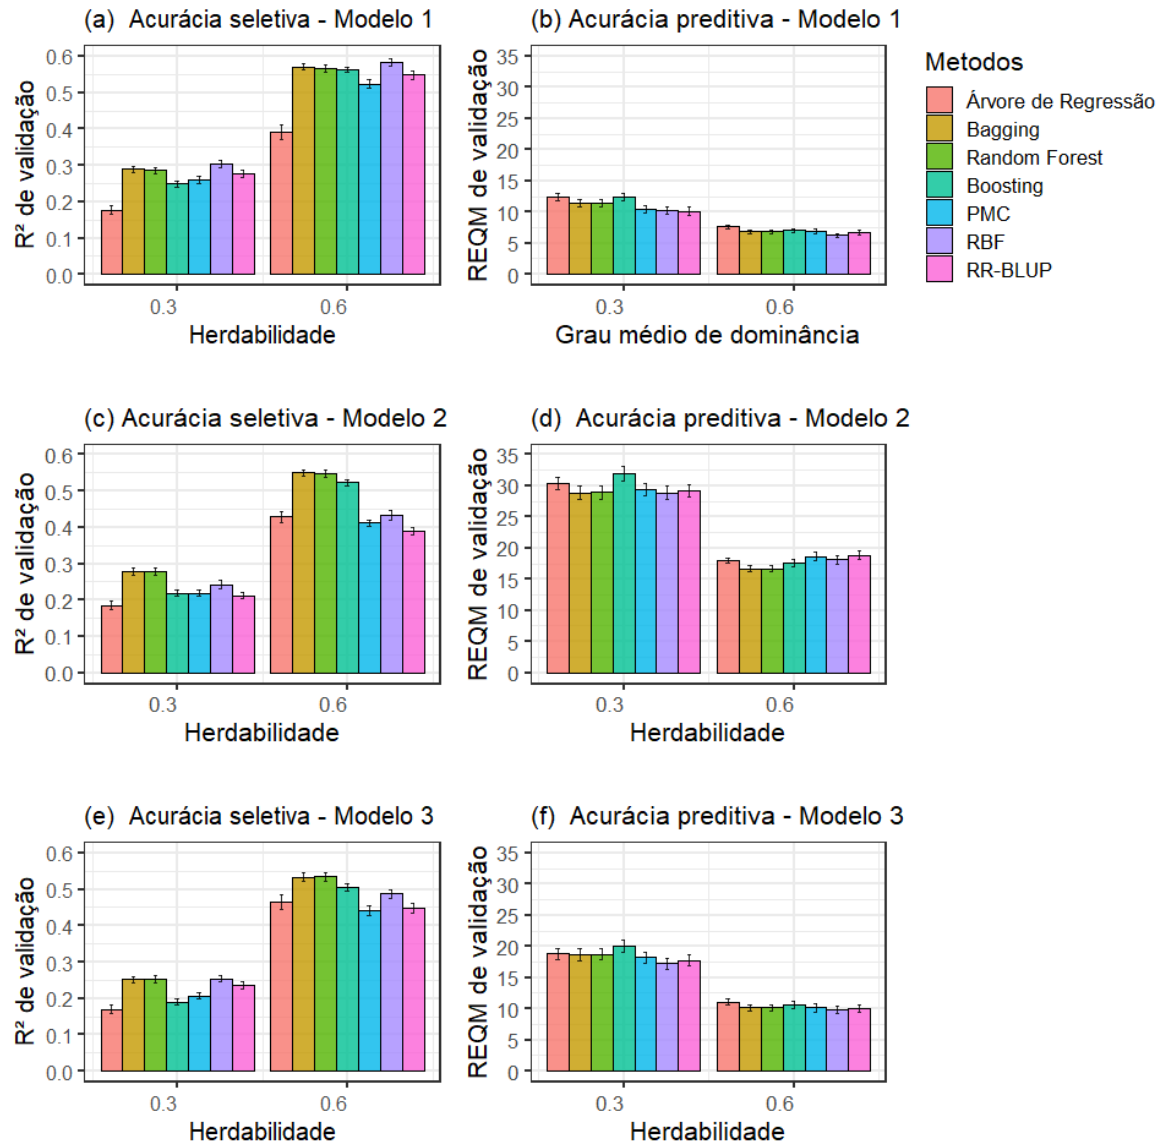 (a) Acurácia seletiva - Modelo 1
R² de validação
0.6
0.5
0.4
0.3
0.2
0.1
0.0
0.3
0.6
Herdabilidade
(b) Acurácia preditiva - Modelo 1
REQM de validação
35
30
25
20
15
10
5
0
0.3
0.6
Grau médio de dominância
Metodos
Árvore de Regressão
Bagging
Random Forest
Boosting
PMC
RBF
RR-BLUP
(c) Acurácia seletiva - Modelo 2
R² de validação
0.6
0.5
0.4
0.3
0.2
0.1
0.0
0.3
0.6
Herdabilidade
(d) Acurácia preditiva - Modelo 2
REQM de validação
35
30
25
20
15
10
5
0
0.3
0.6
Herdabilidade
(e) Acurácia seletiva - Modelo 3
R² de validação
0.6
0.5
0.4
0.3
0.2
0.1
0.0
0.3
0.6
Herdabilidade
(f) Acurácia preditiva - Modelo 3
REQM de validação
35
30
25
20
15
10
5
0
0.3
0.6
Herdabilidade